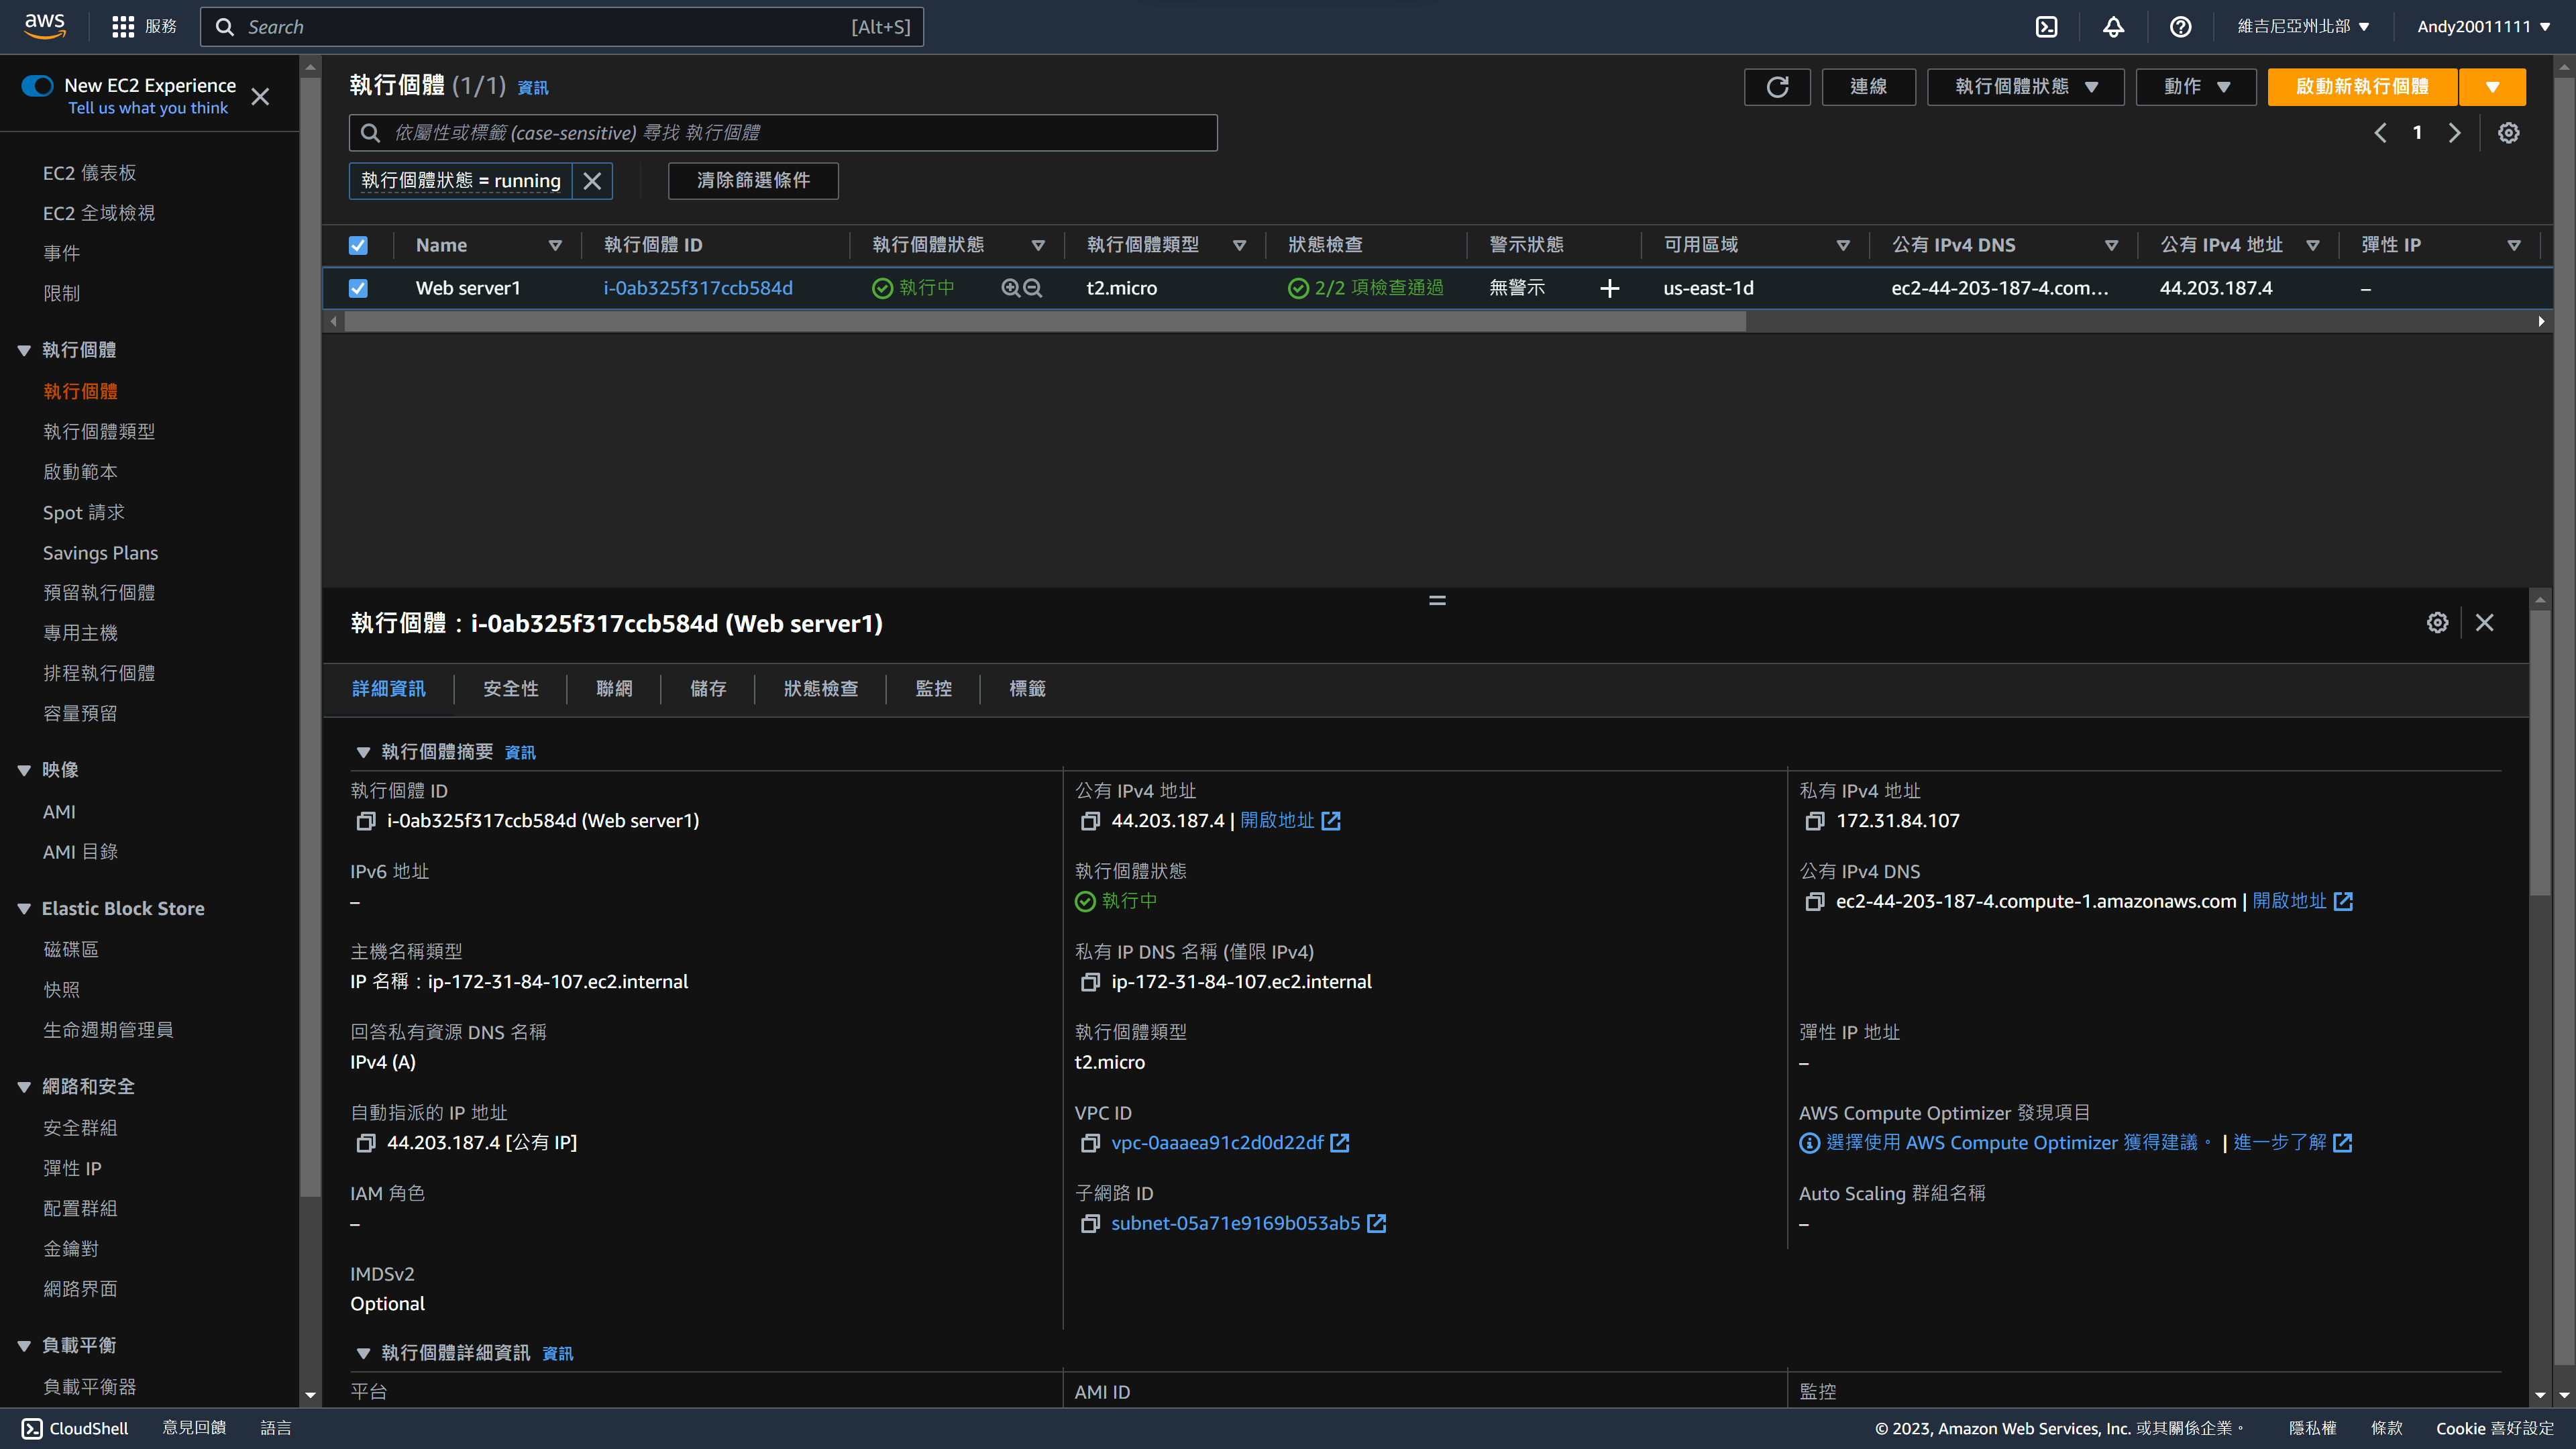 aws
服務
Search
[Alt+S]
維吉尼亞州北部
Andy20011111
New EC2 Experience
Tell us what you think
EC2 儀表板
EC2 全域檢視
事件
限制
執行個體
執行個體
執行個體類型
啟動範本
Spot 請求
Savings Plans
預留執行個體
專用主機
排程執行個體
容量預留
映像
AMI
AMI 目錄
Elastic Block Store
磁碟區
快照
生命週期管理員
網路和安全
安全群組
彈性 IP
配置群組
金鑰對
網路界面
負載平衡
負載平衡器
執行個體 (1/1) 資訊
連線
執行個體狀態
動作
啟動新執行個體
依屬性或標籤 (case-sensitive) 尋找 執行個體
1
執行個體狀態 = running
清除篩選條件
Name 執行個體 ID 執行個體狀態 執行個體類型 狀態檢查 警示狀態 可用區域 公有 IPv4 DNS 公有 IPv4 地址 彈性 IP
Web server1 i-0ab325f317ccb584d 執行中 t2.micro 2/2 項檢查通過 無警示 us-east-1d ec2-44-203-187-4.com... 44.203.187.4 –
執行個體：i-0ab325f317ccb584d (Web server1)
詳細資訊 安全性 聯網 儲存 狀態檢查 監控 標籤
執行個體摘要 資訊
執行個體 ID
i-0ab325f317ccb584d (Web server1)
公有 IPv4 地址
44.203.187.4 | 開啟地址
私有 IPv4 地址
172.31.84.107
IPv6 地址
–
執行個體狀態
執行中
公有 IPv4 DNS
ec2-44-203-187-4.compute-1.amazonaws.com | 開啟地址
主機名稱類型
IP 名稱：ip-172-31-84-107.ec2.internal
私有 IP DNS 名稱 (僅限 IPv4)
ip-172-31-84-107.ec2.internal
回答私有資源 DNS 名稱
IPv4 (A)
執行個體類型
t2.micro
彈性 IP 地址
–
自動指派的 IP 地址
44.203.187.4 [公有 IP]
VPC ID
vpc-0aaaea91c2d0d22df
AWS Compute Optimizer 發現項目
選擇使用 AWS Compute Optimizer 獲得建議。 | 進一步了解
IAM 角色
–
子網路 ID
subnet-05a71e9169b053ab5
Auto Scaling 群組名稱
–
IMDSv2
Optional
執行個體詳細資訊 資訊
平台
AMI ID
監控
CloudShell
意見回饋
語言
© 2023, Amazon Web Services, Inc. 或其關係企業。
隱私權
條款
Cookie 喜好設定